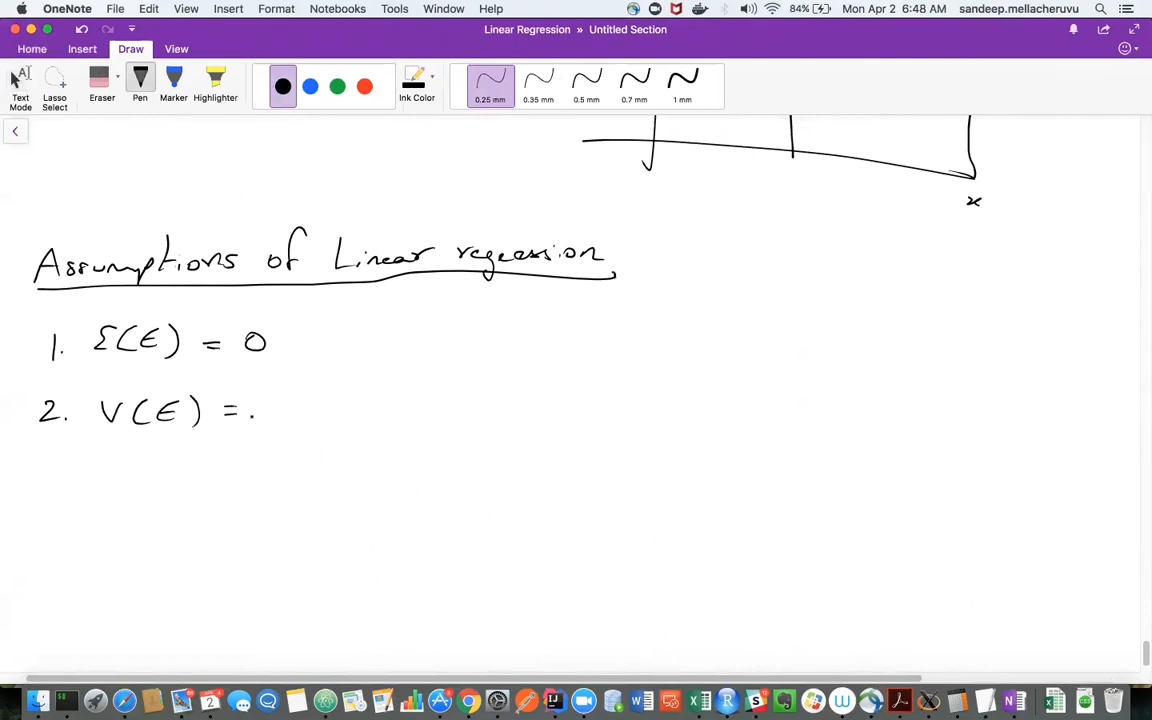 OneNote File Edit View Insert Format Notebooks Tools Window Help 84% Mon Apr 2 6:48 AM sandeep.mellacheruvu
Linear Regression » Untitled Section
Home Insert Draw View
Text Mode Lasso Select Eraser Pen Marker Highlighter Ink Color 0.25 mm 0.35 mm 0.5 mm 0.7 mm 1 mm
x
Assumptions of Linear regression
1. Σ(ε) = 0
2. V(ε) = .